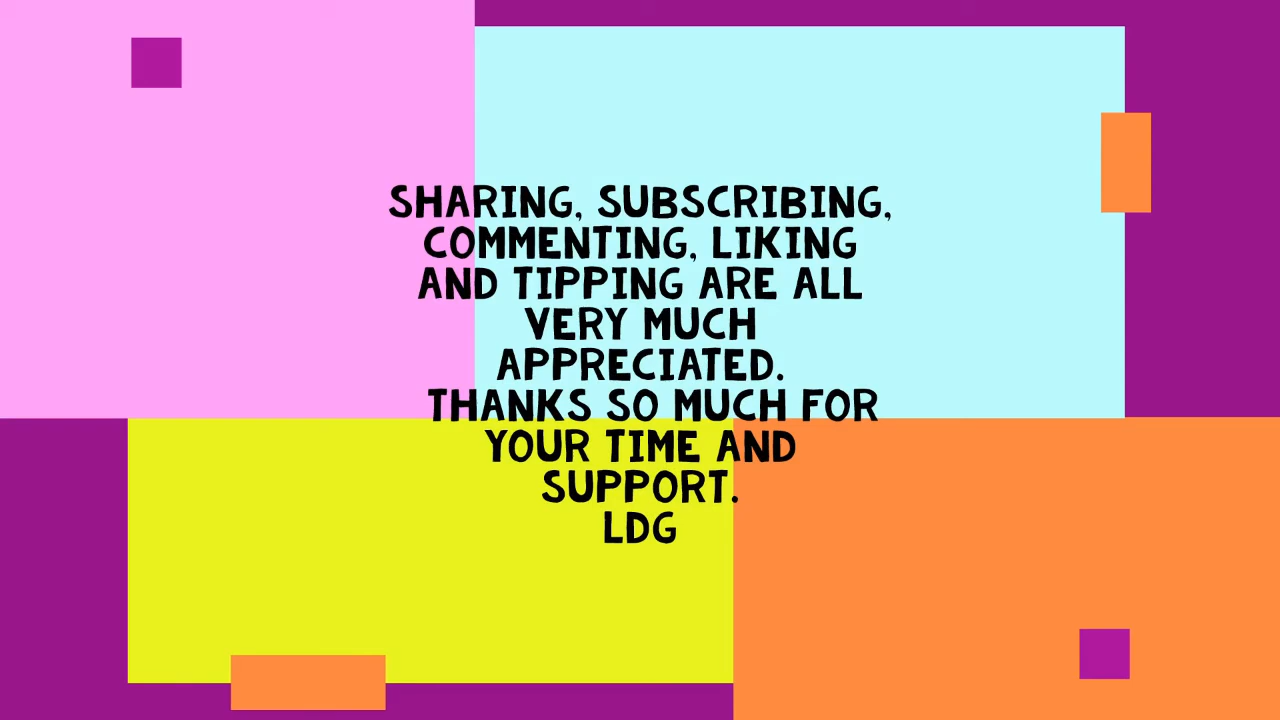 SHARING, SUBSCRIBING,
COMMENTING, LIKING
AND TIPPING ARE ALL
VERY MUCH
APPRECIATED.
THANKS SO MUCH FOR
YOUR TIME AND
SUPPORT.
LDG